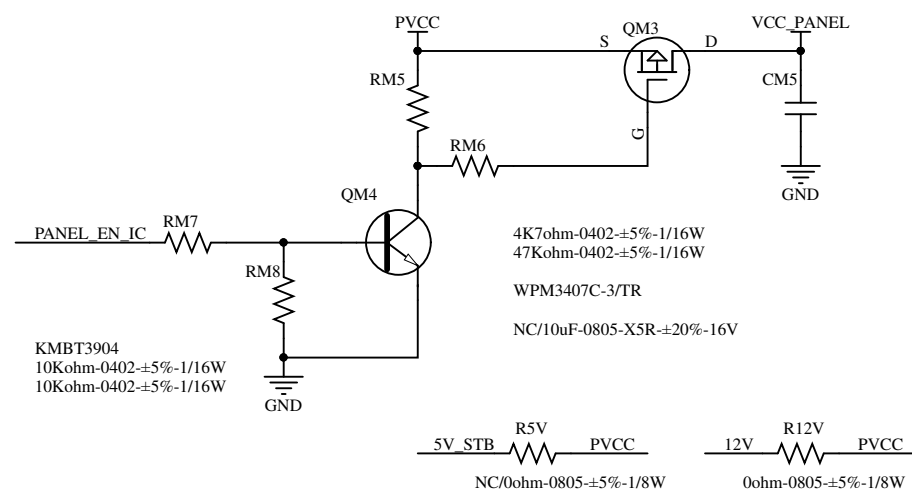 PVCC
QM3
VCC_PANEL
S
D
RM5
CM5
G
RM6
GND
QM4
PANEL_EN_IC
RM7
4K7ohm-0402-±5%-1/16W
47Kohm-0402-±5%-1/16W
RM8
WPM3407C-3/TR
NC/10uF-0805-X5R-±20%-16V
KMBT3904
10Kohm-0402-±5%-1/16W
10Kohm-0402-±5%-1/16W
GND
R5V
R12V
5V_STB
PVCC
12V
PVCC
NC/0ohm-0805-±5%-1/8W
0ohm-0805-±5%-1/8W